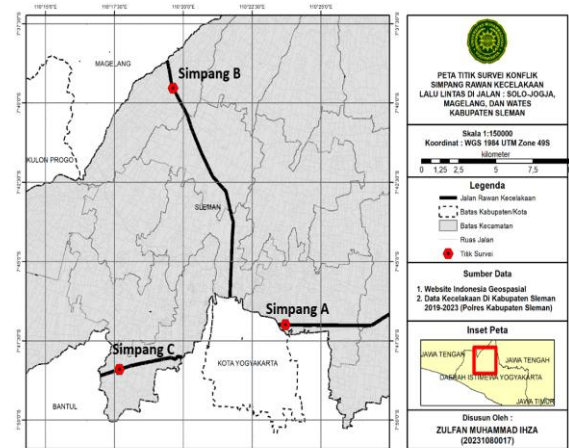 MAGELANG
Simpang B
KULON PROGO
SLEMAN
Simpang A
Simpang C
KOTA YOGYAKARTA
BANTUL
PETA TITIK SURVEI KONFLIK
SIMPANG RAWAN KECELAKAAN
LALU LINTAS DI JALAN : SOLO-JOGJA,
MAGELANG, DAN WATES
KABUPATEN SLEMAN
Skala 1:150000
Koordinat : WGS 1984 UTM Zone 49S
kilometer
0 1,25 2,5 5 7,5
Legenda
Jalan Rawan Kecelakaan
Batas Kabupaten/Kota
Batas Kecamatan
Ruas Jalan
Titik Survei
Sumber Data
1. Website Indonesia Geospasial
2. Data Kecelakaan Di Kabupaten Sleman
2019-2023 (Polres Kabupaten Sleman)
Inset Peta
JAWA TENGAH
JAWA TENGAH
DAERAH ISTIMEWA YOGYAKARTA
JAWA TIMUR
Disusun Oleh :
ZULFAN MUHAMMAD IHZA
(20231080017)